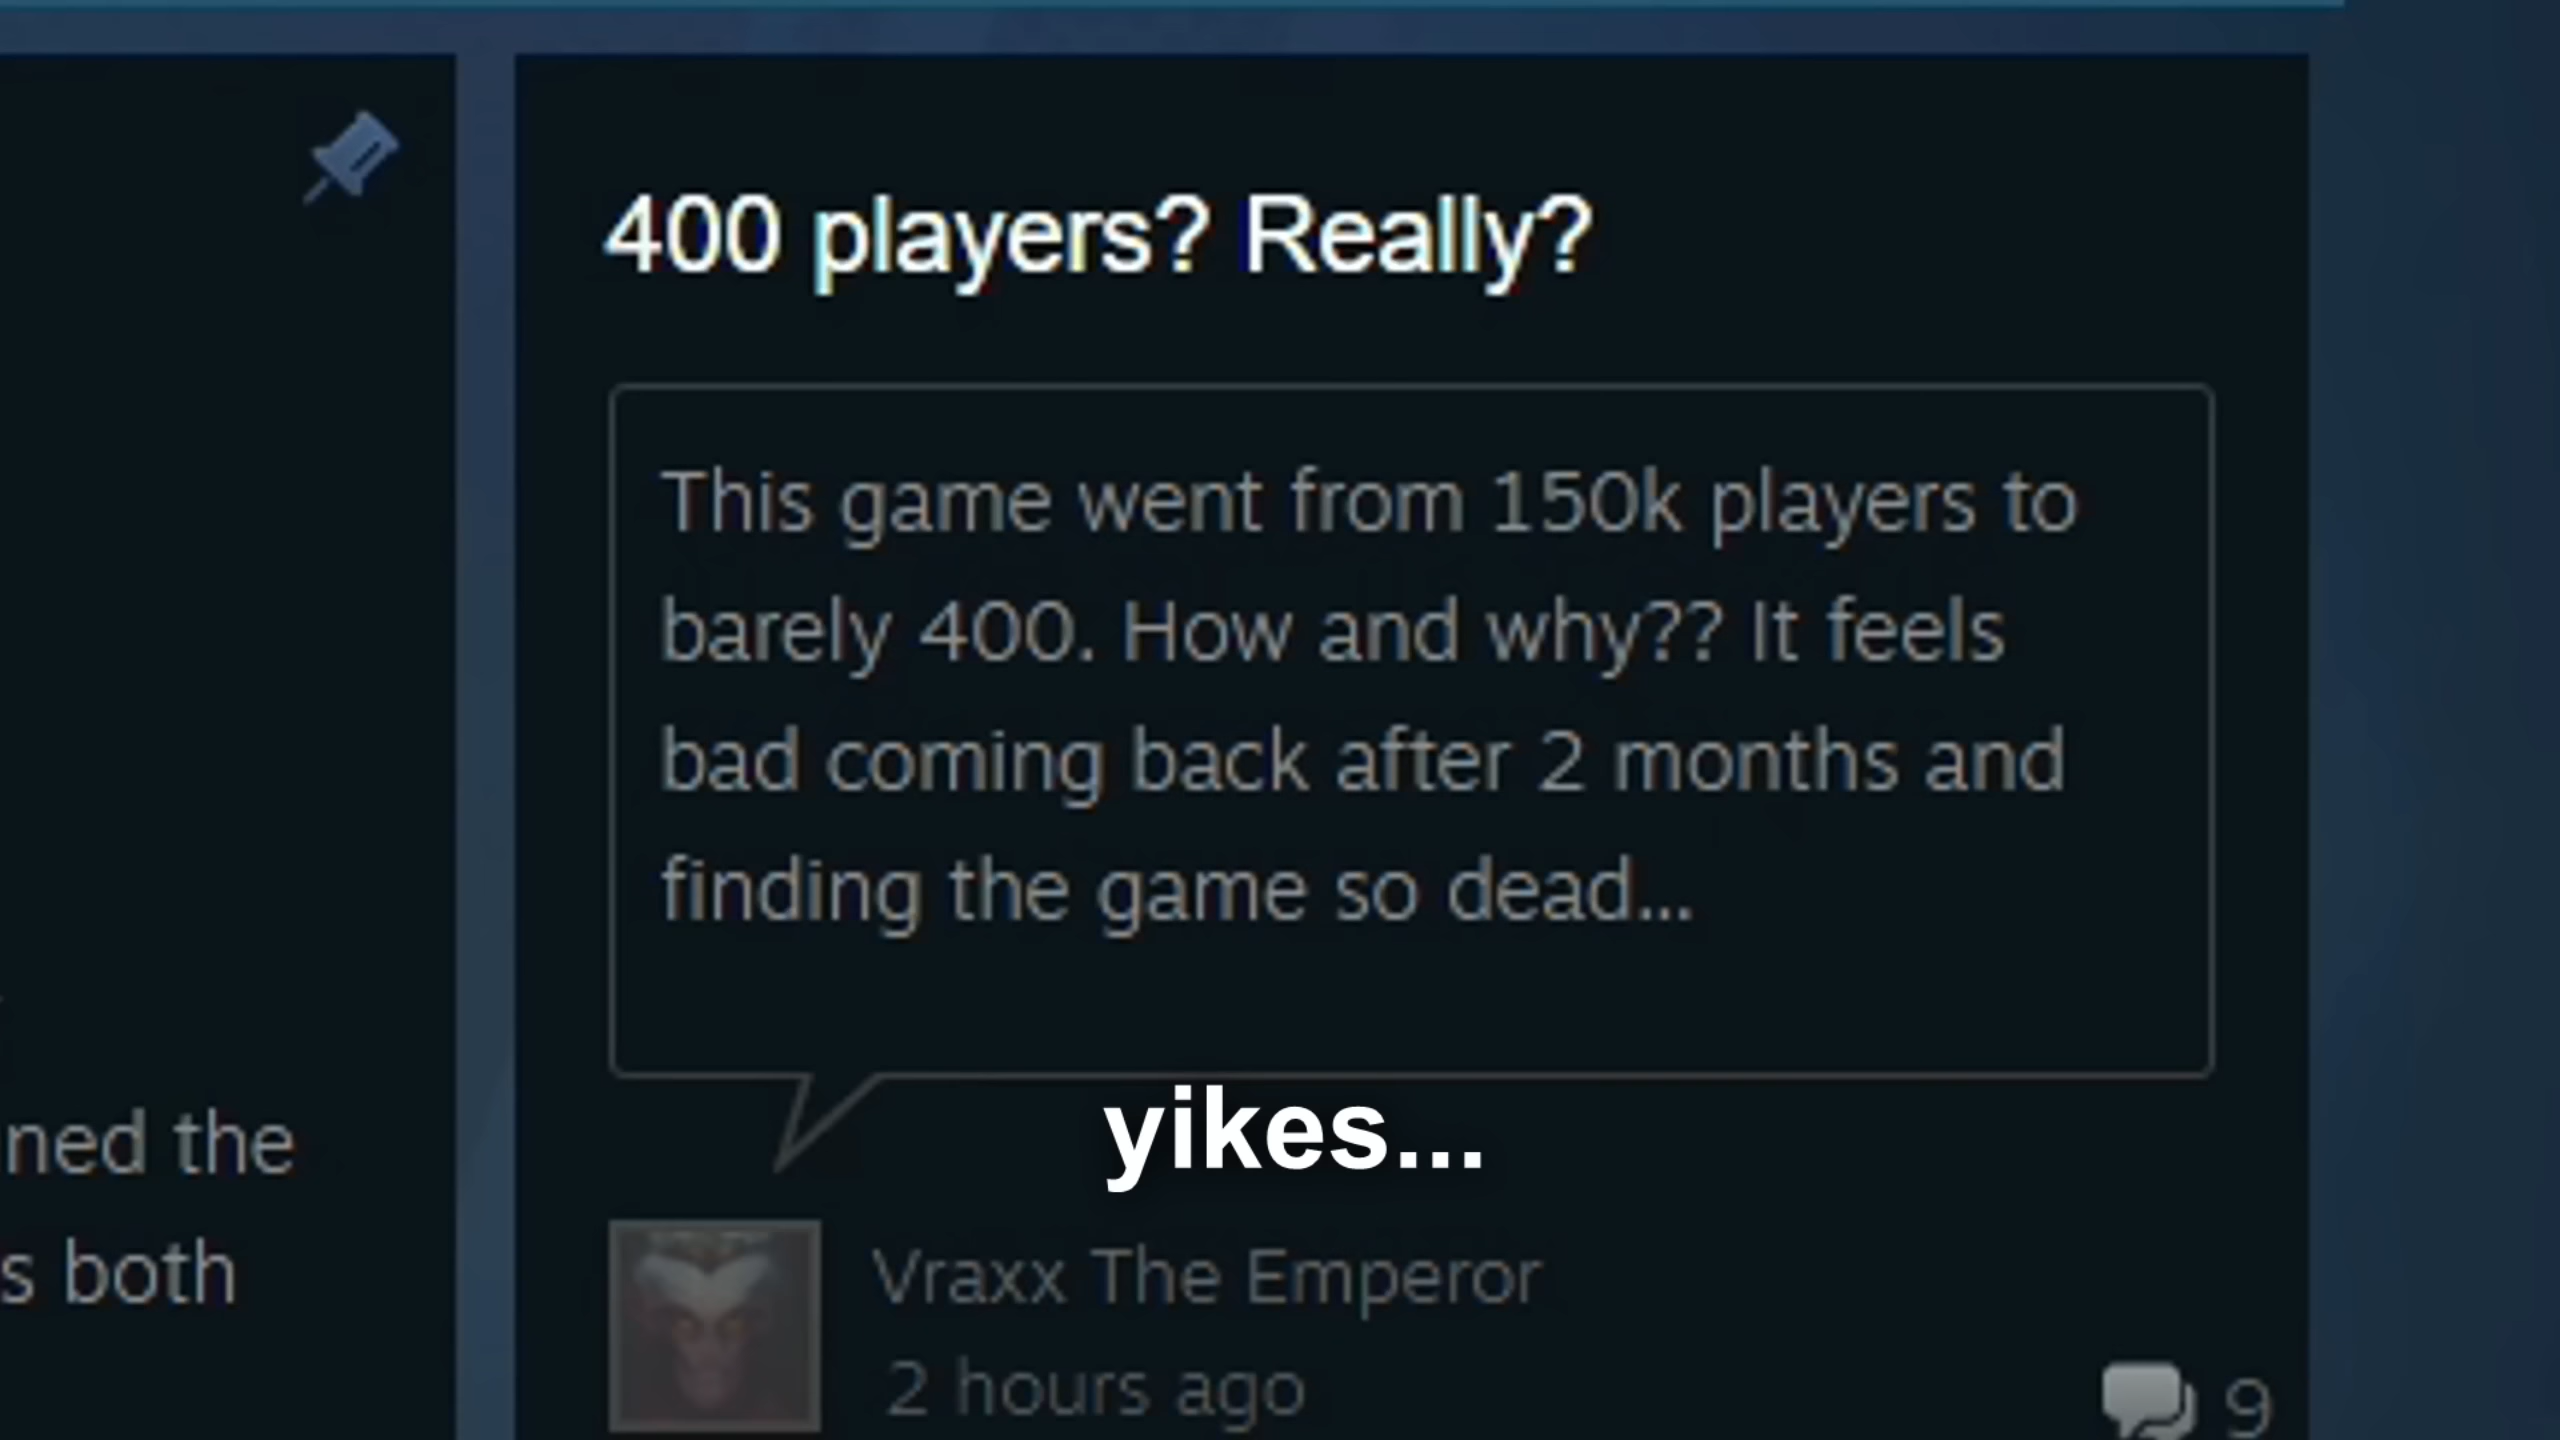 400 players? Really?
This game went from 150k players to
barely 400. How and why?? It feels
bad coming back after 2 months and
finding the game so dead...
yikes...
ned the
s both
Vraxx The Emperor
2 hours ago
9